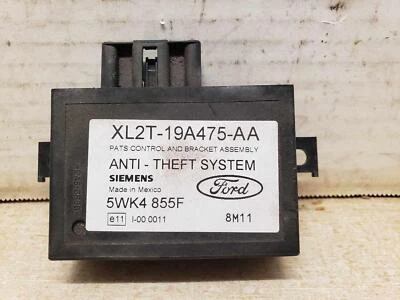 XL2T-19A475-AA
PATS CONTROL AND BRACKET ASSEMBLY
ANTI - THEFT SYSTEM
SIEMENS
Made in Mexico
Ford
5WK4 855F
e11 I-00 0011
8M11